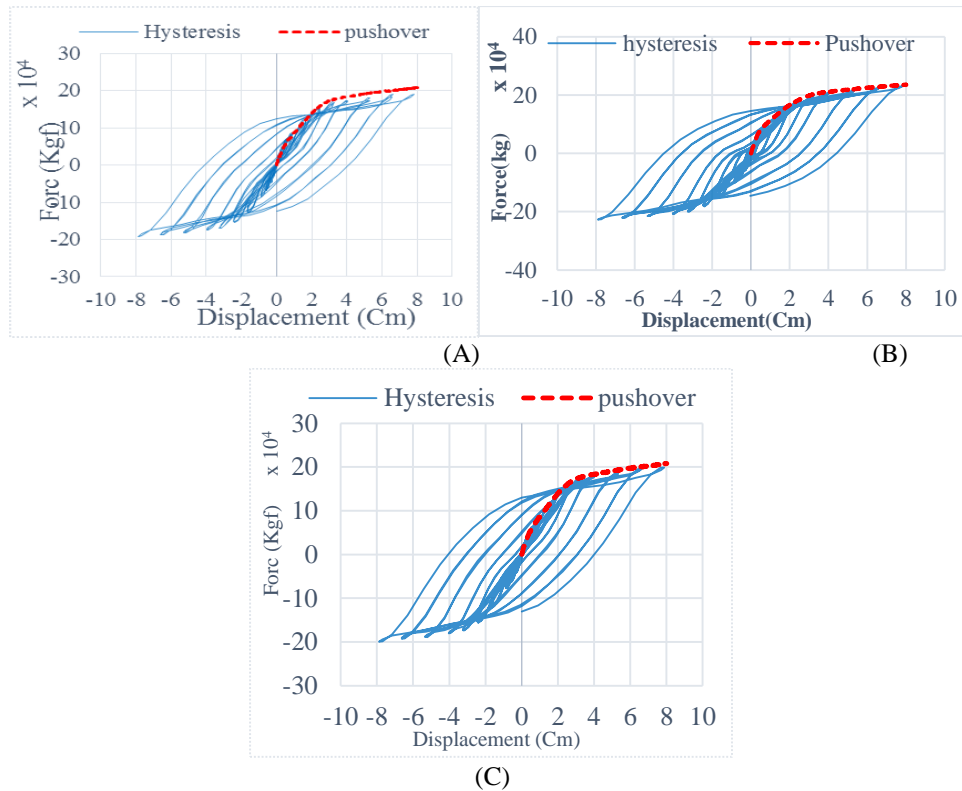 Hysteresis pushover
x 10⁴
Forc (Kgf)
30
20
10
0
10
-20
-30
-10 -8 -6 -4 -2 0 2 4 6 8 10
Displacement (Cm)
(A)
hysteresis Pushover
x 10⁴
Force(kg)
40
20
0
-20
-40
-10 -8 -6 -4 -2 0 2 4 6 8 10
Displacement(Cm)
(B)
Hysteresis pushover
x 10⁴
Forc (Kgf)
30
20
10
0
-10
-20
-30
-10 -8 -6 -4 -2 0 2 4 6 8 10
Displacement (Cm)
(C)